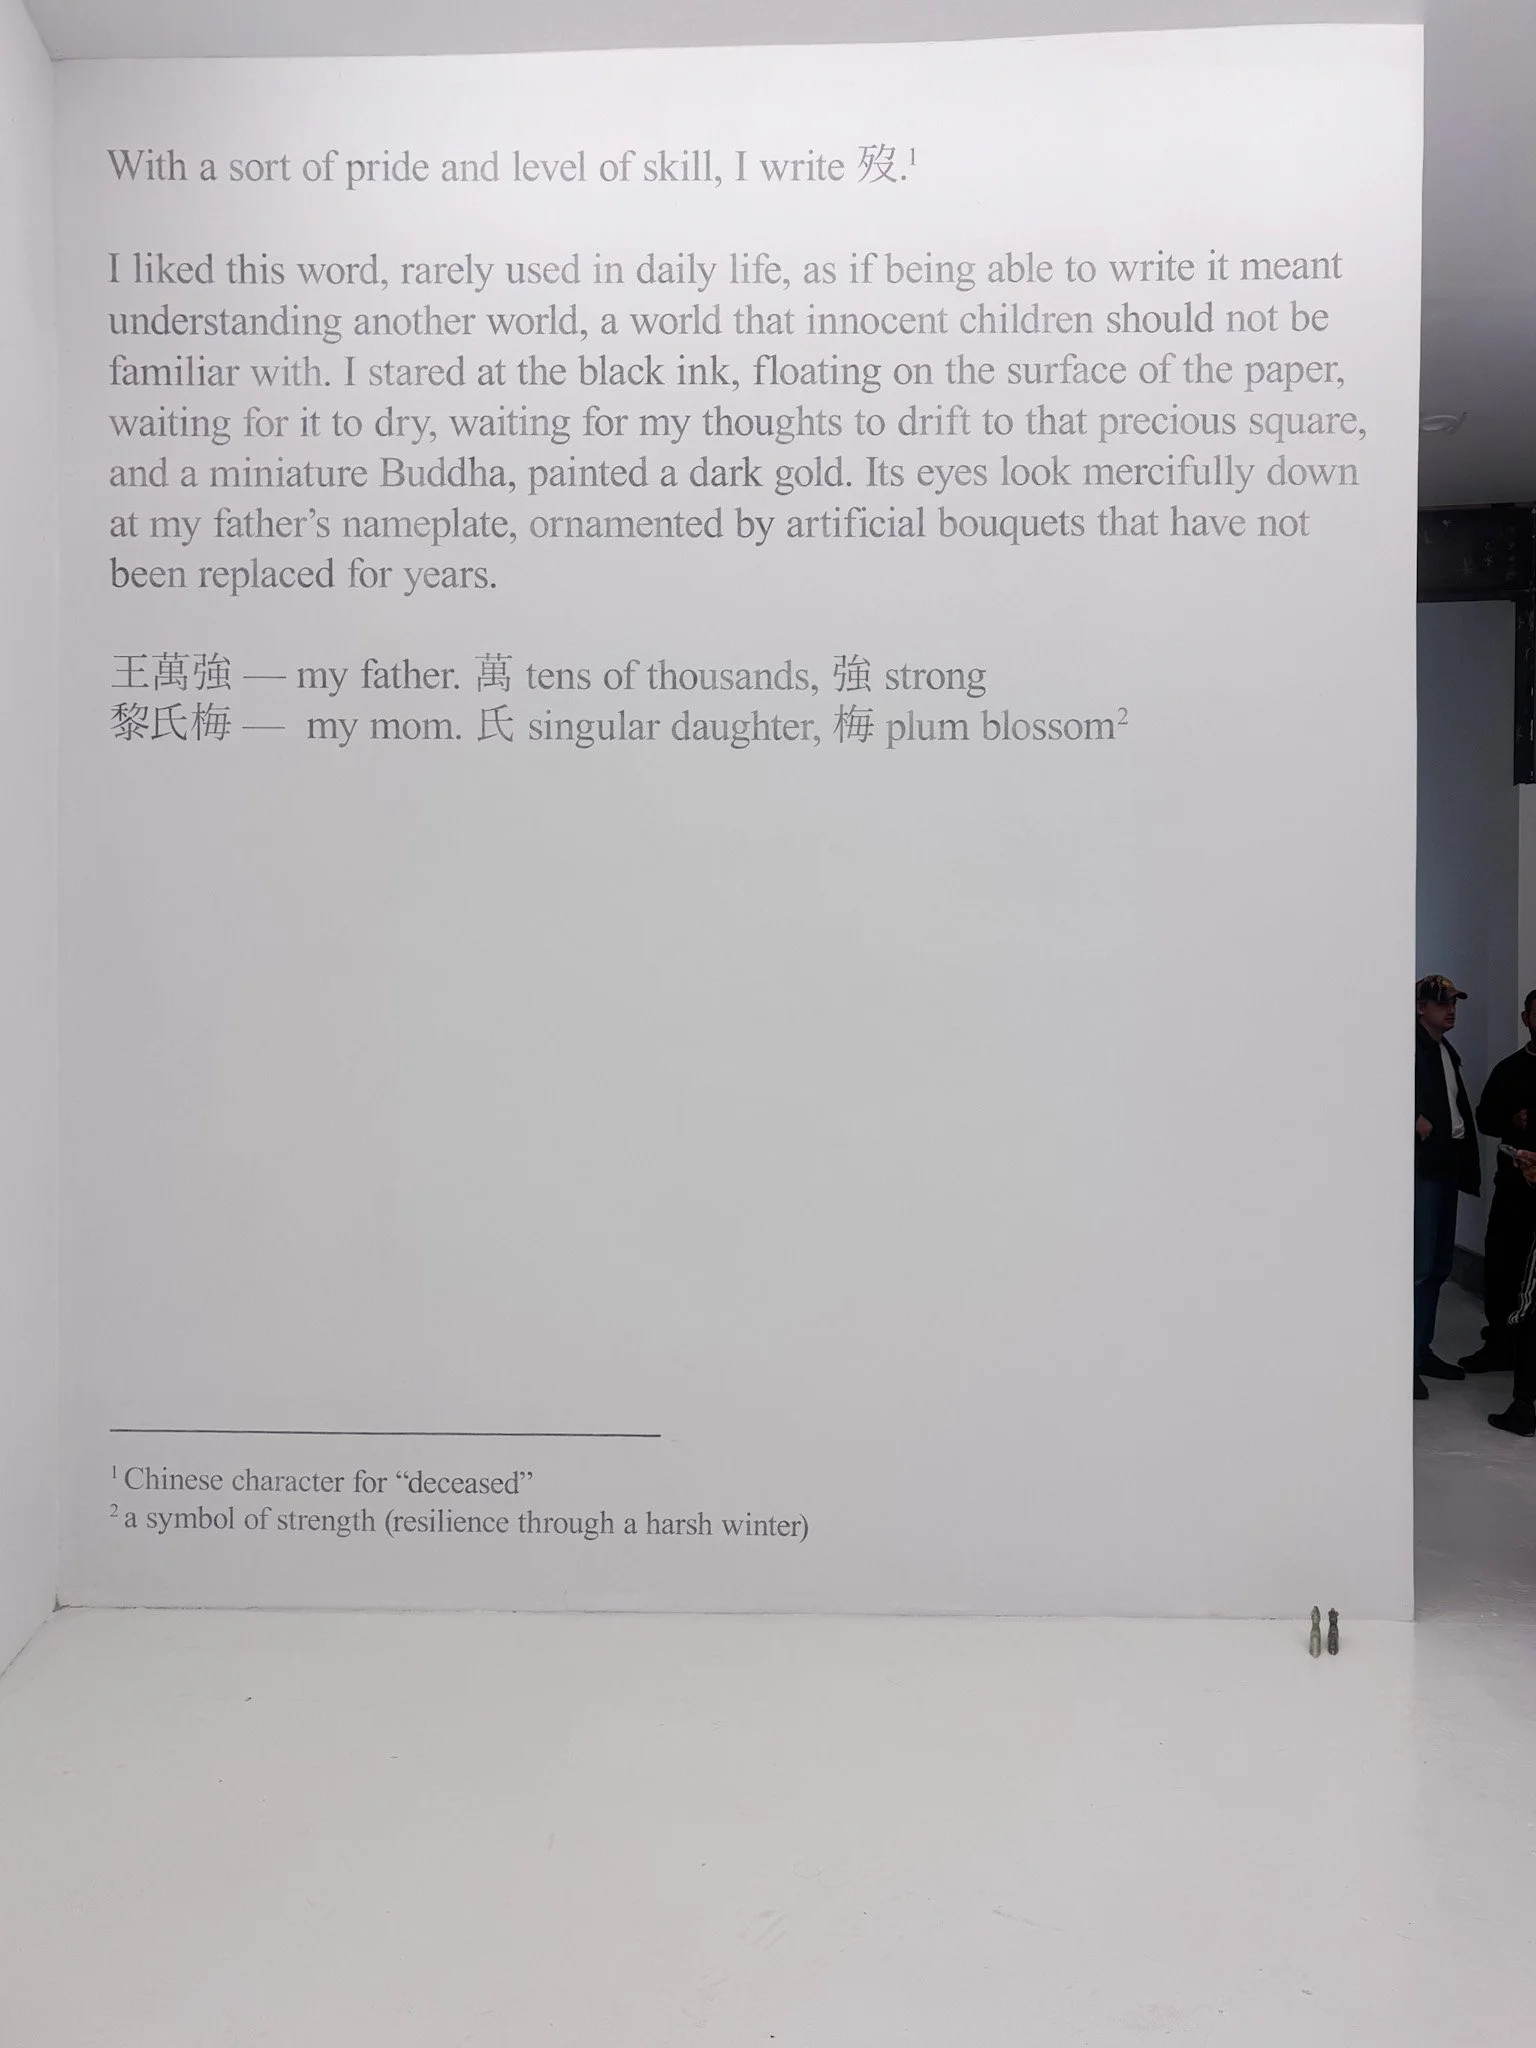 With a sort of pride and level of skill, I write 歿.¹
I liked this word, rarely used in daily life, as if being able to write it meant
understanding another world, a world that innocent children should not be
familiar with. I stared at the black ink, floating on the surface of the paper,
waiting for it to dry, waiting for my thoughts to drift to that precious square,
and a miniature Buddha, painted a dark gold. Its eyes look mercifully down
at my father’s nameplate, ornamented by artificial bouquets that have not
been replaced for years.
王萬強 — my father. 萬 tens of thousands, 強 strong
黎氏梅 — my mom. 氏 singular daughter, 梅 plum blossom²
¹ Chinese character for “deceased”
² a symbol of strength (resilience through a harsh winter)